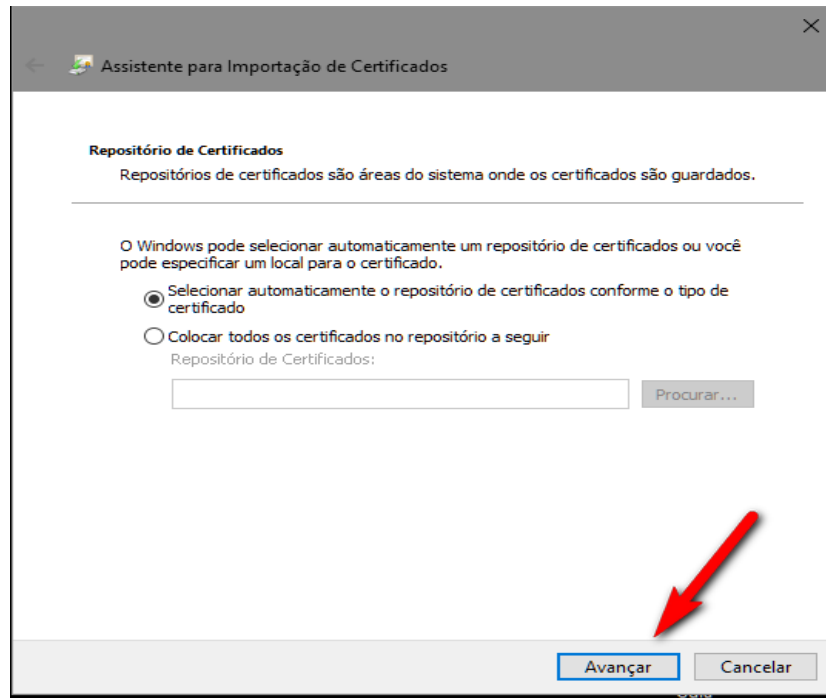 Assistente para Importação de Certificados
Repositório de Certificados
Repositórios de certificados são áreas do sistema onde os certificados são guardados.
O Windows pode selecionar automaticamente um repositório de certificados ou você
pode especificar um local para o certificado.
Selecionar automaticamente o repositório de certificados conforme o tipo de
certificado
Colocar todos os certificados no repositório a seguir
Repositório de Certificados:
Procurar...
Avançar Cancelar